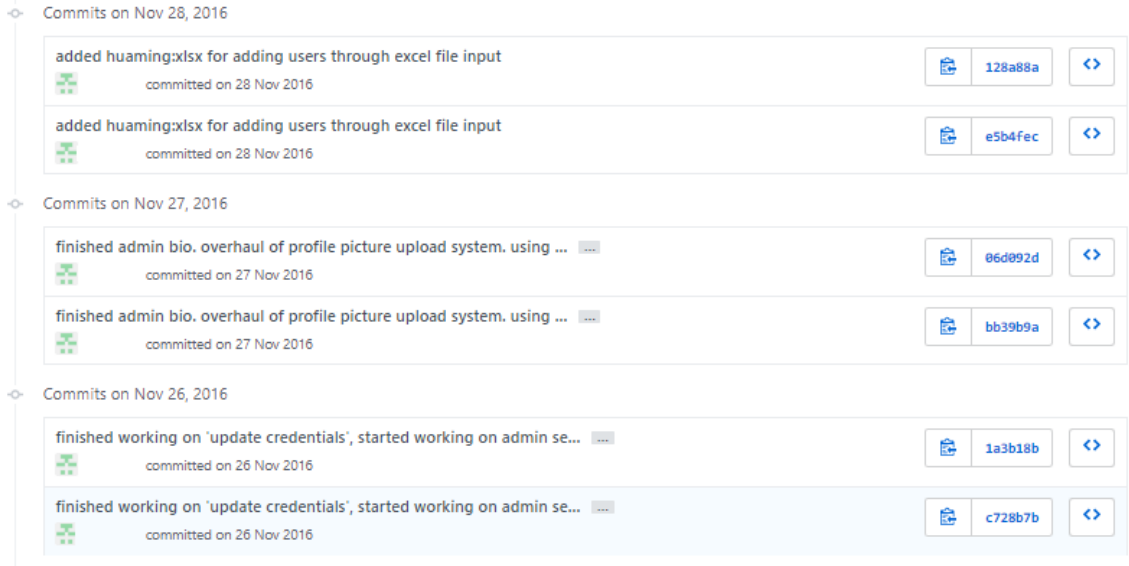 Commits on Nov 28, 2016
added huaming:xlsx for adding users through excel file input
128a88a
committed on 28 Nov 2016
added huaming:xlsx for adding users through excel file input
e5b4fec
committed on 28 Nov 2016
Commits on Nov 27, 2016
finished admin bio. overhaul of profile picture upload system. using ... ...
06d092d
committed on 27 Nov 2016
finished admin bio. overhaul of profile picture upload system. using ... ...
bb39b9a
committed on 27 Nov 2016
Commits on Nov 26, 2016
finished working on 'update credentials', started working on admin se... ...
1a3b18b
committed on 26 Nov 2016
finished working on 'update credentials', started working on admin se... ...
c728b7b
committed on 26 Nov 2016